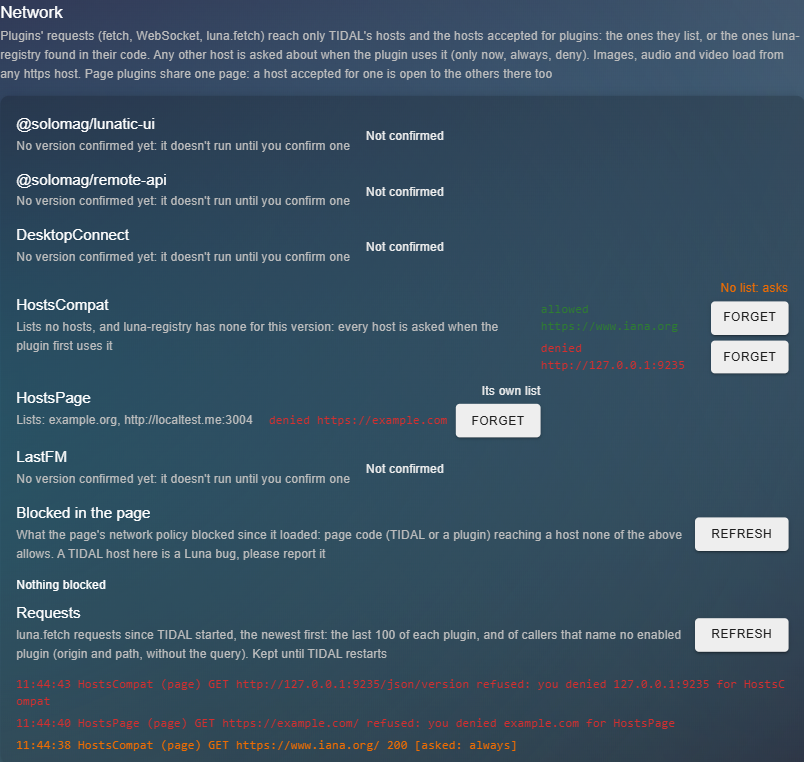 Network
Plugins' requests (fetch, WebSocket, luna.fetch) reach only TIDAL's hosts and the hosts accepted for plugins: the ones they list, or the ones luna-
registry found in their code. Any other host is asked about when the plugin uses it (only now, always, deny). Images, audio and video load from
any https host. Page plugins share one page: a host accepted for one is open to the others there too
@solomag/lunatic-ui
No version confirmed yet: it doesn't run until you confirm one
Not confirmed
@solomag/remote-api
No version confirmed yet: it doesn't run until you confirm one
Not confirmed
DesktopConnect
No version confirmed yet: it doesn't run until you confirm one
Not confirmed
HostsCompat
Lists no hosts, and luna-registry has none for this version: every host is asked when the
plugin first uses it
No list: asks
allowed
https://www.iana.org
FORGET
denied
http://127.0.0.1:9235
FORGET
HostsPage
Lists: example.org, http://localtest.me:3004
Its own list
denied https://example.com
FORGET
LastFM
No version confirmed yet: it doesn't run until you confirm one
Not confirmed
Blocked in the page
What the page's network policy blocked since it loaded: page code (TIDAL or a plugin) reaching a host none of the above
allows. A TIDAL host here is a Luna bug, please report it
REFRESH
Nothing blocked
Requests
luna.fetch requests since TIDAL started, the newest first: the last 100 of each plugin, and of callers that name no enabled
plugin (origin and path, without the query). Kept until TIDAL restarts
REFRESH
11:44:43 HostsCompat (page) GET http://127.0.0.1:9235/json/version refused: you denied 127.0.0.1:9235 for HostsC
ompat
11:44:40 HostsPage (page) GET https://example.com/ refused: you denied example.com for HostsPage
11:44:38 HostsCompat (page) GET https://www.iana.org/ 200 [asked: always]